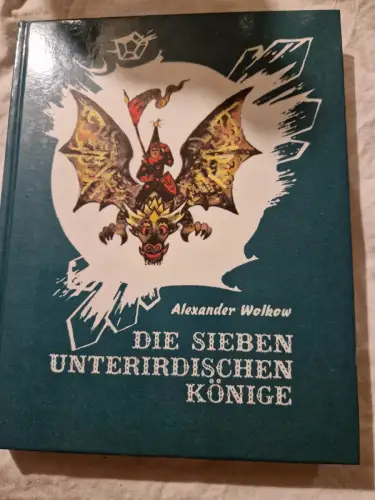 Alexander Wolkow
DIE SIEBEN
UNTERIRDISCHEN
KÖNIGE